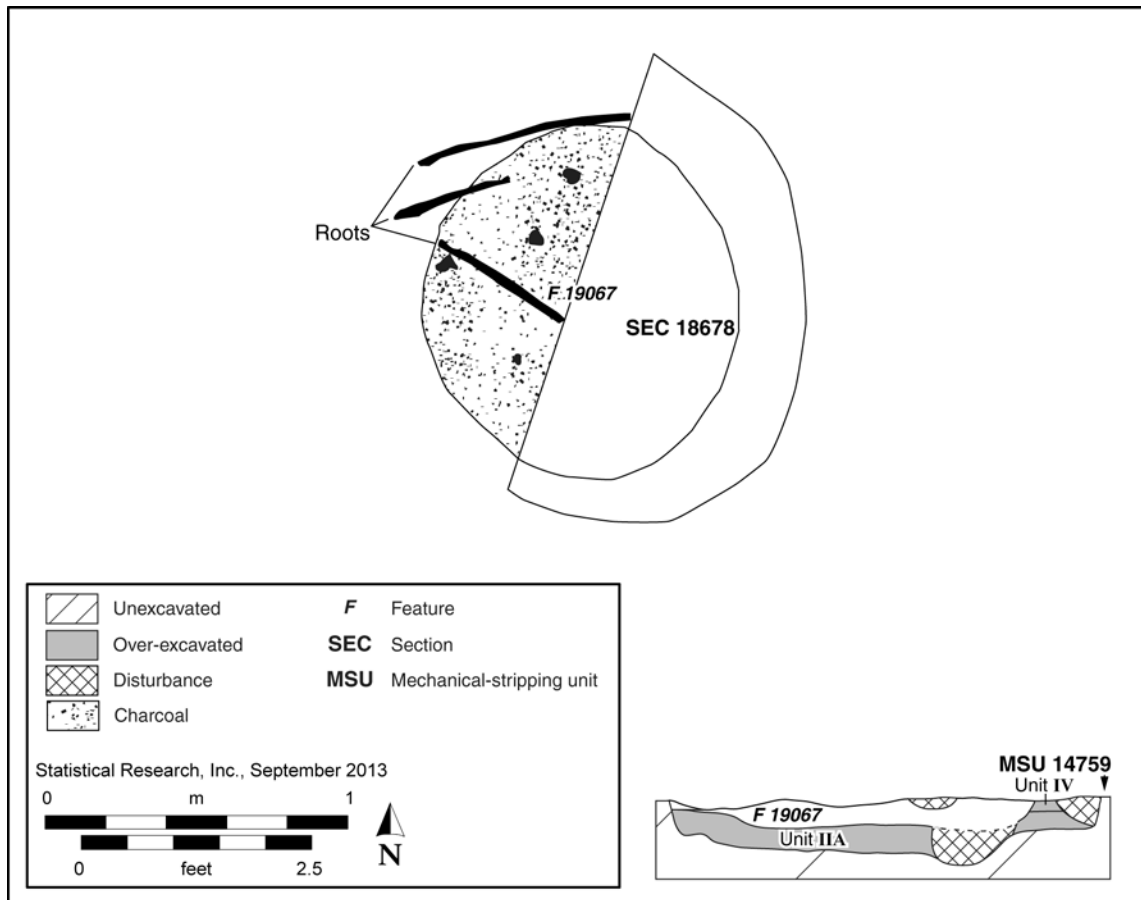 Roots
F 19067
SEC 18678
Unexcavated
Over-excavated
Disturbance
Charcoal
F Feature
SEC Section
MSU Mechanical-stripping unit
Statistical Research, Inc., September 2013
0 m 1
0 feet 2.5
N
MSU 14759
Unit IV
F 19067
Unit IIA